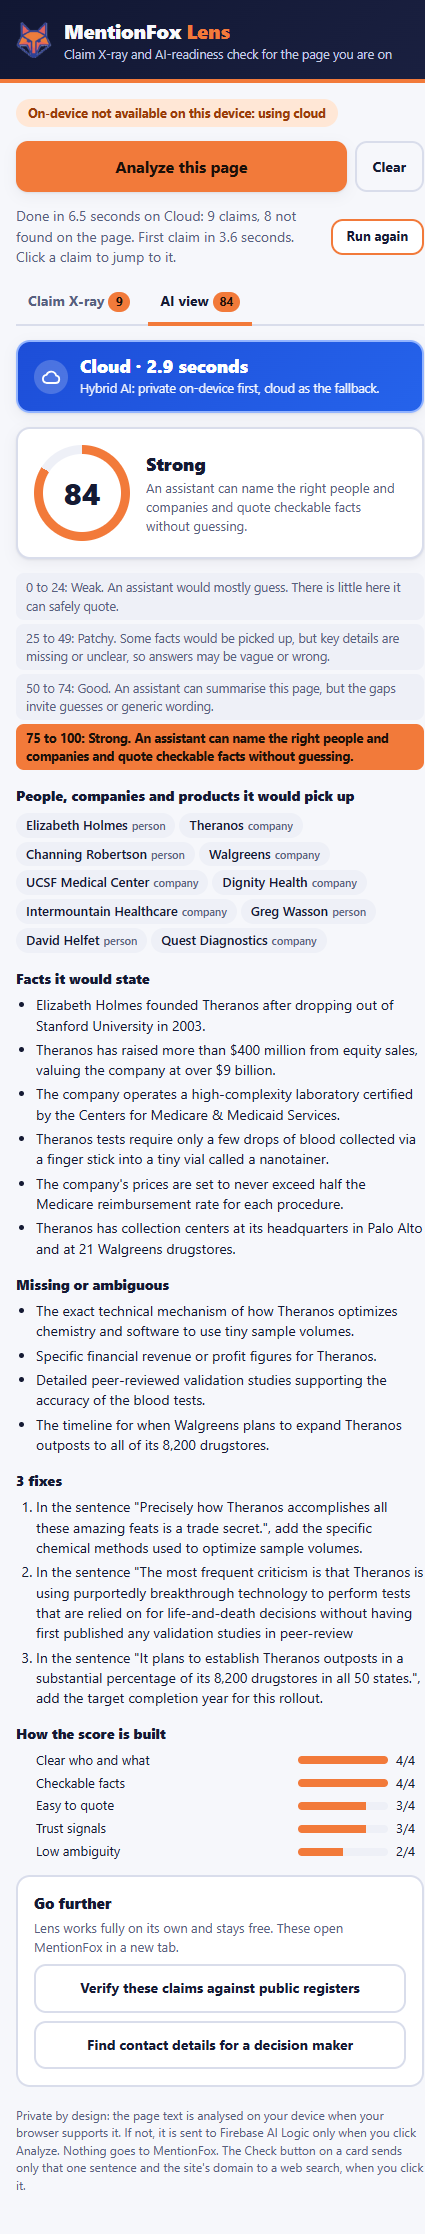 MentionFox Lens
Claim X-ray and AI-readiness check for the page you are on
On-device not available on this device: using cloud
Analyze this page
Clear
Done in 6.5 seconds on Cloud: 9 claims, 8 not
found on the page. First claim in 3.6 seconds.
Click a claim to jump to it.
Run again
Claim X-ray 9
AI view 84
Cloud · 2.9 seconds
Hybrid AI: private on-device first, cloud as the fallback.
84
Strong
An assistant can name the right people and
companies and quote checkable facts
without guessing.
0 to 24: Weak. An assistant would mostly guess. There is little here it
can safely quote.
25 to 49: Patchy. Some facts would be picked up, but key details are
missing or unclear, so answers may be vague or wrong.
50 to 74: Good. An assistant can summarise this page, but the gaps
invite guesses or generic wording.
75 to 100: Strong. An assistant can name the right people and
companies and quote checkable facts without guessing.
People, companies and products it would pick up
Elizabeth Holmes person
Theranos company
Channing Robertson person
Walgreens company
UCSF Medical Center company
Dignity Health company
Intermountain Healthcare company
Greg Wasson person
David Helfet person
Quest Diagnostics company
Facts it would state
• Elizabeth Holmes founded Theranos after dropping out of
Stanford University in 2003.
• Theranos has raised more than $400 million from equity sales,
valuing the company at over $9 billion.
• The company operates a high-complexity laboratory certified
by the Centers for Medicare & Medicaid Services.
• Theranos tests require only a few drops of blood collected via
a finger stick into a tiny vial called a nanotainer.
• The company's prices are set to never exceed half the
Medicare reimbursement rate for each procedure.
• Theranos has collection centers at its headquarters in Palo Alto
and at 21 Walgreens drugstores.
Missing or ambiguous
• The exact technical mechanism of how Theranos optimizes
chemistry and software to use tiny sample volumes.
• Specific financial revenue or profit figures for Theranos.
• Detailed peer-reviewed validation studies supporting the
accuracy of the blood tests.
• The timeline for when Walgreens plans to expand Theranos
outposts to all of its 8,200 drugstores.
3 fixes
1. In the sentence "Precisely how Theranos accomplishes all
these amazing feats is a trade secret.", add the specific
chemical methods used to optimize sample volumes.
2. In the sentence "The most frequent criticism is that Theranos is
using purportedly breakthrough technology to perform tests
that are relied on for life-and-death decisions without having
first published any validation studies in peer-review
3. In the sentence "It plans to establish Theranos outposts in a
substantial percentage of its 8,200 drugstores in all 50 states.",
add the target completion year for this rollout.
How the score is built
Clear who and what 4/4
Checkable facts 4/4
Easy to quote 3/4
Trust signals 3/4
Low ambiguity 2/4
Go further
Lens works fully on its own and stays free. These open
MentionFox in a new tab.
Verify these claims against public registers
Find contact details for a decision maker
Private by design: the page text is analysed on your device when your
browser supports it. If not, it is sent to Firebase AI Logic only when you click
Analyze. Nothing goes to MentionFox. The Check button on a card sends
only that one sentence and the site's domain to a web search, when you click
it.